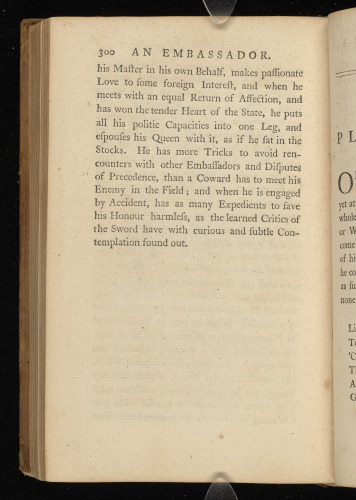 300 AN EMBASSADOR.
his Maſter in his own Behalf, makes paſſionate
Love to ſome foreign Intereſt, and when he
meets with an equal Return of Affection, and
has won the tender Heart of the State, he puts
all his politic Capacities into one Leg, and
eſpouſes his Queen with it, as if he ſat in the
Stocks. He has more Tricks to avoid ren-
counters with other Embaſſadors and Diſputes
of Precedence, than a Coward has to meet his
Enemy in the Field; and when he is engaged
by Accident, has as many Expedients to ſave
his Honour harmleſs, as the learned Critics of
the Sword have with curious and ſubtle Con-
templation found out.
P L
O
yet at
whole
or W
come
of hi
he co
as ſu
none
Li
To
'C
T
A
G